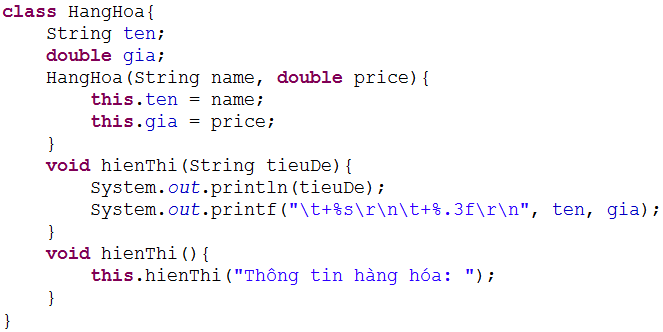 class HangHoa{
    String ten;
    double gia;
    HangHoa(String name, double price){
        this.ten = name;
        this.gia = price;
    }
    void hienThi(String tieuDe){
        System.out.println(tieuDe);
        System.out.printf("\t+%s\r\n\t+%.3f\r\n", ten, gia);
    }
    void hienThi(){
        this.hienThi("Thông tin hàng hóa: ");
    }
}